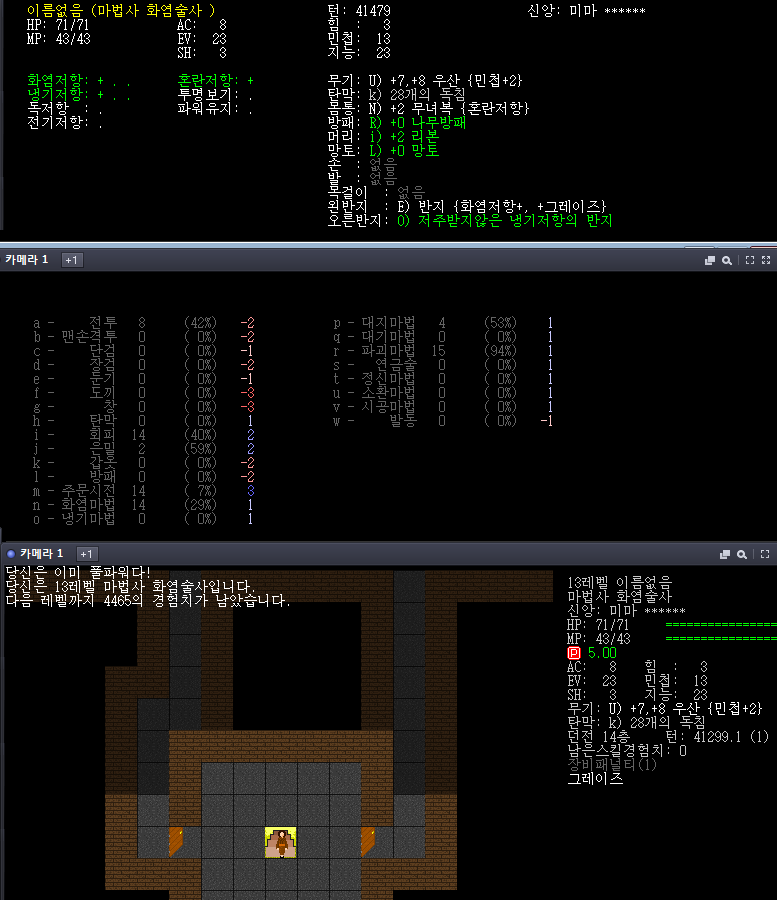 이름없음 (마법사 화염술사 )
턴: 41479
신앙: 미마 ******
HP: 71/71
AC: 8
힘 : 3
MP: 43/43
EV: 23
민첩: 13
SH: 3
지능: 23
화염저항: + . .
혼란저항: +
무기: U) +7,+8 우산 {민첩+2}
냉기저항: + . .
투명보기: .
탄막: k) 28개의 독침
독저항 : .
파워유지: .
몸통: N) +2 무녀복 {혼란저항}
전기저항: .
방패: R) +0 나무방패
머리: i) +2 리본
망토: L) +0 망토
손 : 없음
발 : 없음
목걸이 : 없음
왼반지 : E) 반지 {화염저항+, +그레이즈}
오른반지: O) 저주받지않은 냉기저항의 반지
카메라 1 +1
a - 전투 8 (42%) -2
p - 대지마법 4 (53%) 1
b - 맨손격투 0 ( 0%) -2
q - 대기마법 0 ( 0%) 1
c - 단검 0 ( 0%) -1
r - 파괴마법 15 (94%) 1
d - 장검 0 ( 0%) -2
s - 연금술 0 ( 0%) 1
e - 둔기 0 ( 0%) -1
t - 정신마법 0 ( 0%) 1
f - 도끼 0 ( 0%) -3
u - 소환마법 0 ( 0%) 1
g - 창 0 ( 0%) -3
v - 시공마법 0 ( 0%) 1
h - 탄막 0 ( 0%) 1
w - 발동 0 ( 0%) -1
i - 회피 14 (40%) 2
j - 은밀 2 (59%) 2
k - 갑옷 0 ( 0%) -2
l - 방패 0 ( 0%) -2
m - 주문시전 14 ( 7%) 3
n - 화염마법 14 (29%) 1
o - 냉기마법 0 ( 0%) 1
카메라 1 +1
당신은 이미 풀파워다!
당신은 13레벨 마법사 화염술사입니다.
다음 레벨까지 4465의 경험치가 남았습니다.
13레벨 이름없음
마법사 화염술사
신앙: 미마 ******
HP: 71/71 ================
MP: 43/43 ================
P 5.00
AC: 8 힘 : 3
EV: 23 민첩: 13
SH: 3 지능: 23
무기: U) +7,+8 우산 {민첩+2}
탄막: k) 28개의 독침
던전 14층 턴: 41299.1 (1)
남은스킬경험치: 0
장비패널티(1)
그레이즈